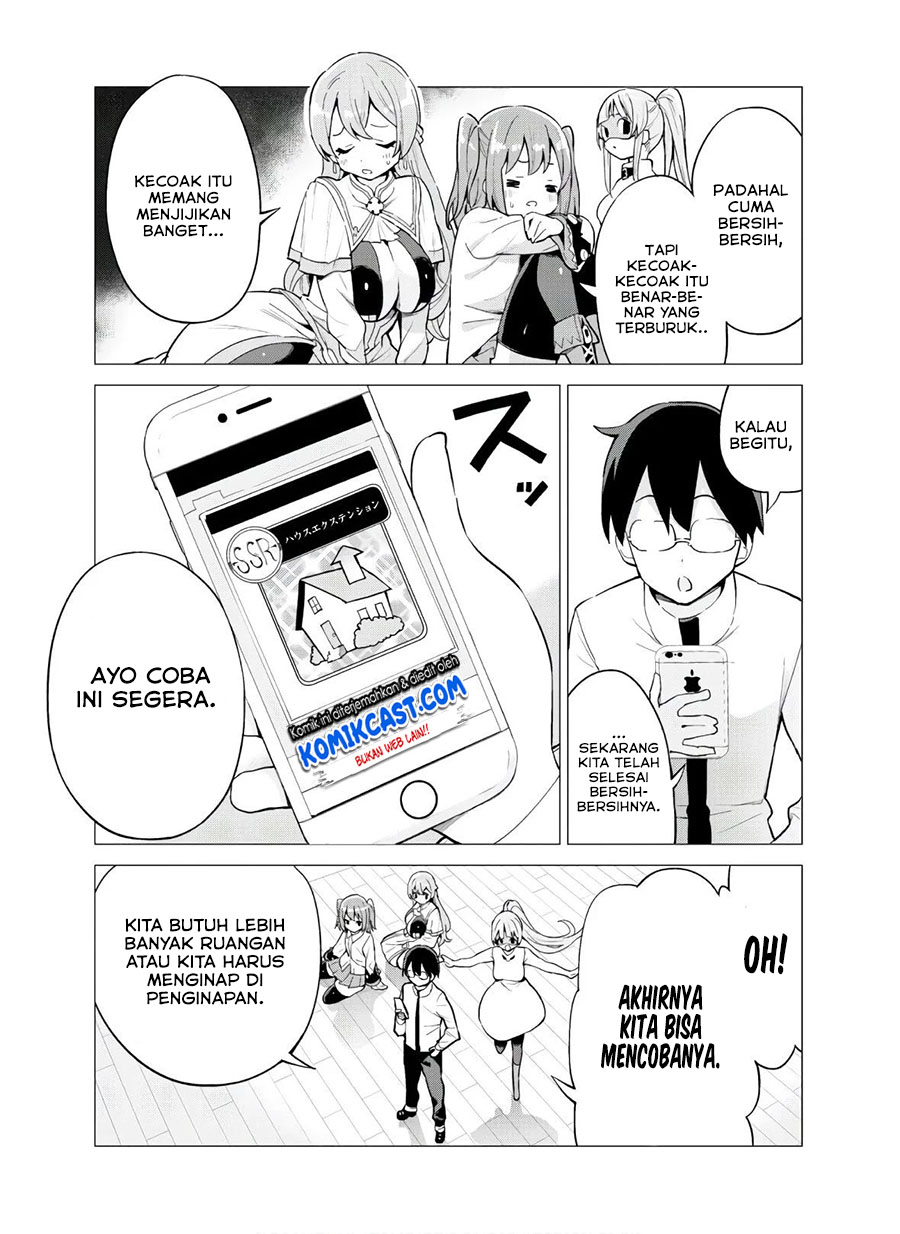 PADAHAL
CUMA
BERSIH-
BERSIH,
TAPI
KECOAK-
KECOAK ITU
BENAR-BE-
NAR YANG
TERBURUK..
KECOAK ITU
MEMANG
MENJIJIKAN
BANGET...
KALAU
BEGITU,
...
SEKARANG
KITA TELAH
SELESAI
BERSIH-
BERSIHNYA.
スッ
SSR
ハウスエクステンション
AYO COBA
INI SEGERA.
Komik ini diterjemahkan & diedit oleh
KOMIKCAST.COM
BUKAN WEB LAIN!!
OH!
AKHIRNYA
KITA BISA
MENCOBANYA.
KITA BUTUH LEBIH
BANYAK RUANGAN
ATAU KITA HARUS
MENGINAP DI
PENGINAPAN.